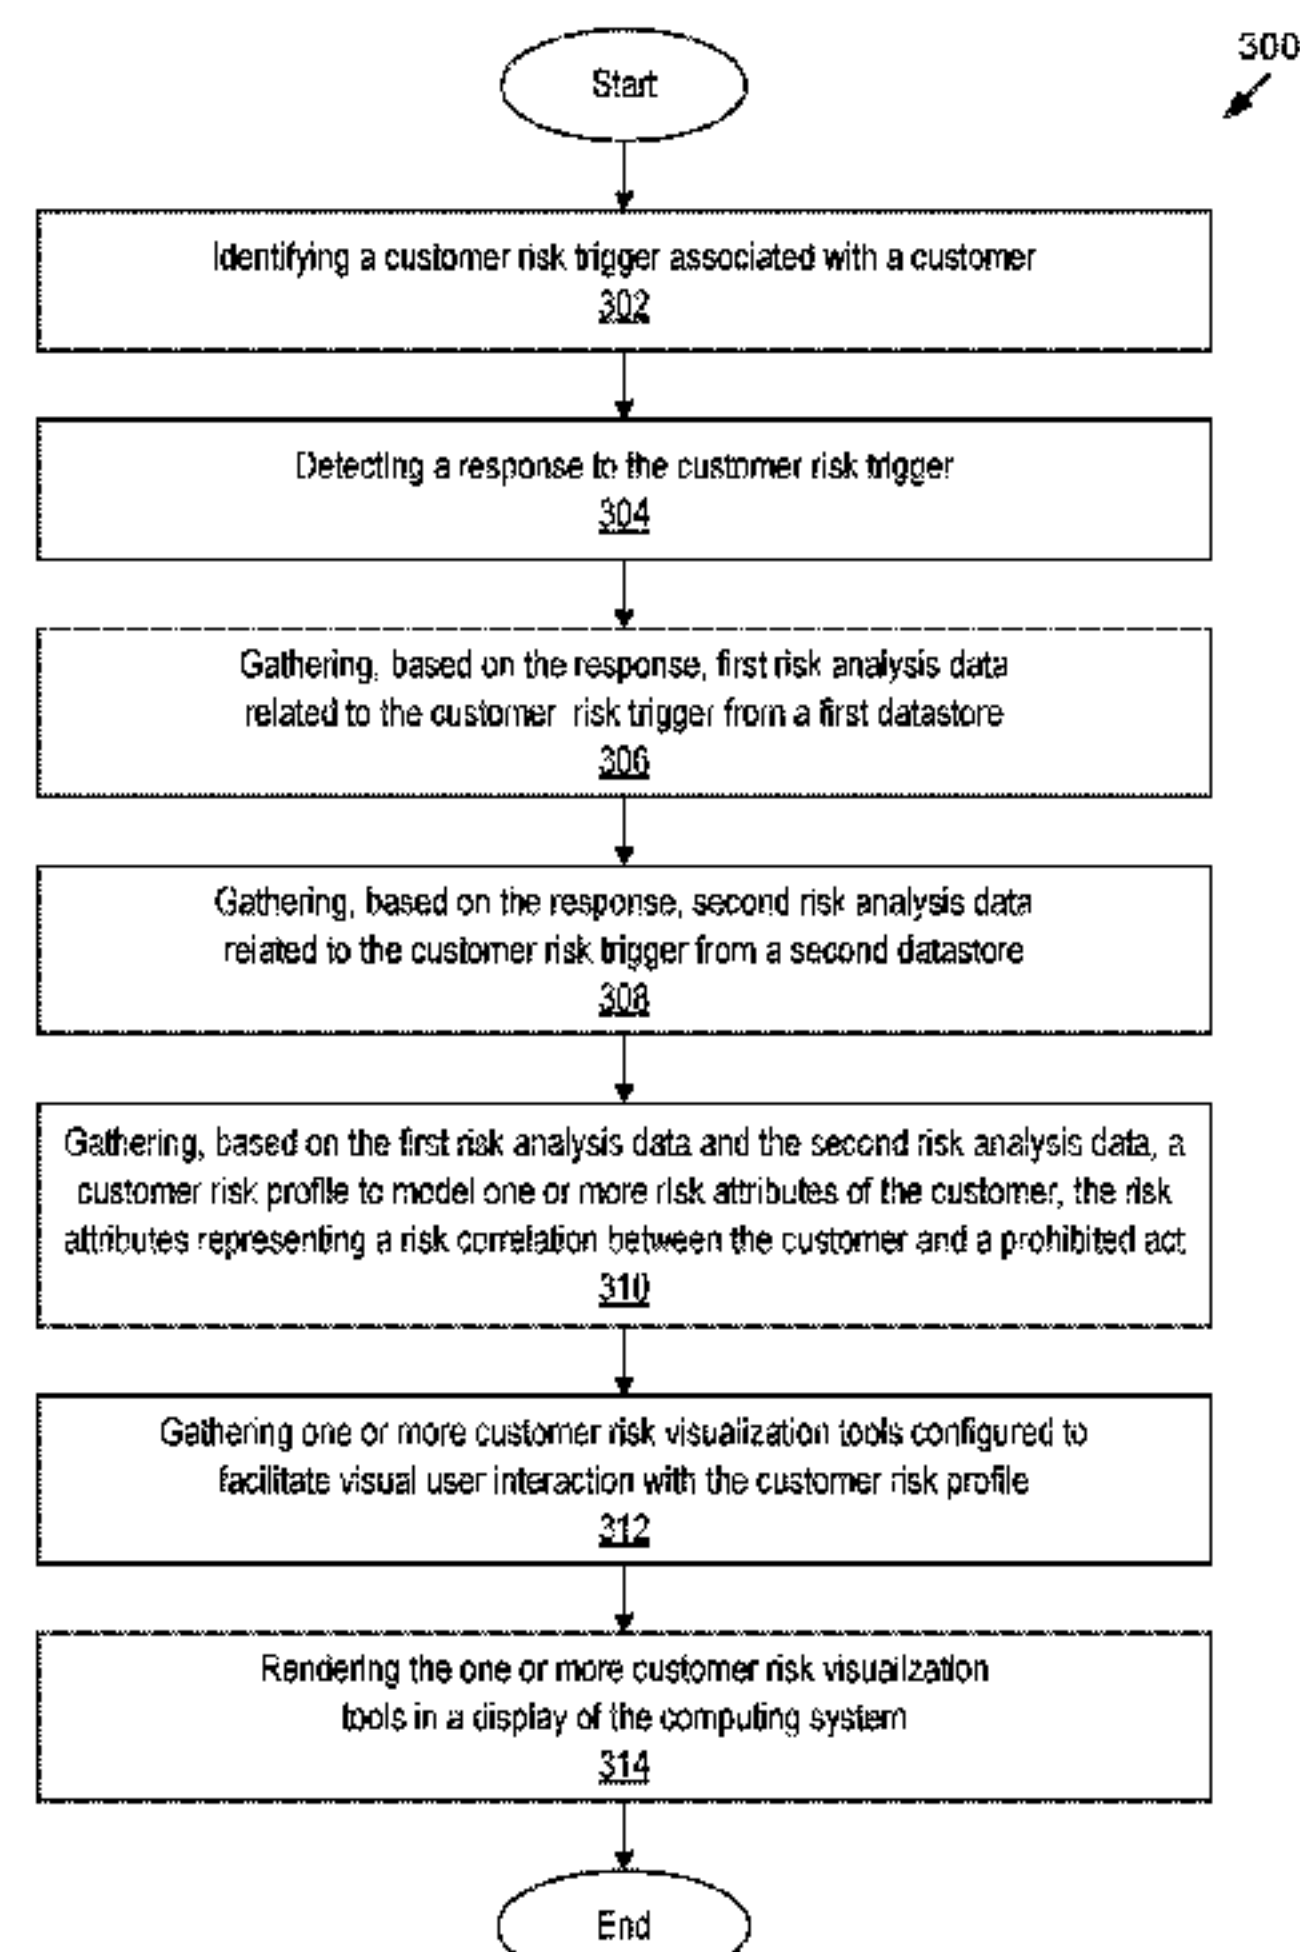 300
Start
Identifying a customer risk trigger associated with a customer
302
Detecting a response to the customer risk trigger
304
Gathering, based on the response, first risk analysis data
related to the customer risk trigger from a first datastore
306
Gathering, based on the response, second risk analysis data
related to the customer risk trigger from a second datastore
308
Gathering, based on the first risk analysis data and the second risk analysis data, a
customer risk profile to model one or more risk attributes of the customer, the risk
attributes representing a risk correlation between the customer and a prohibited act
310
Gathering one or more customer risk visualization tools configured to
facilitate visual user interaction with the customer risk profile
312
Rendering the one or more customer risk visualization
tools in a display of the computing system
314
End